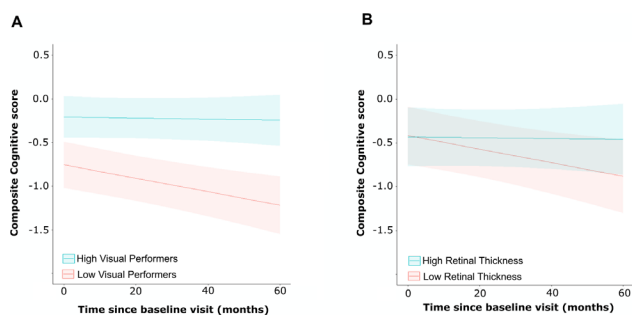 A
Composite Cognitive score
0.5
0.0
−0.5
−1.0
−1.5
High Visual Performers
Low Visual Performers
0 20 40 60
Time since baseline visit (months)
B
Composite Cognitive score
0.5
0.0
−0.5
−1.0
−1.5
High Retinal Thickness
Low Retinal Thickness
0 20 40 60
Time since baseline visit (months)